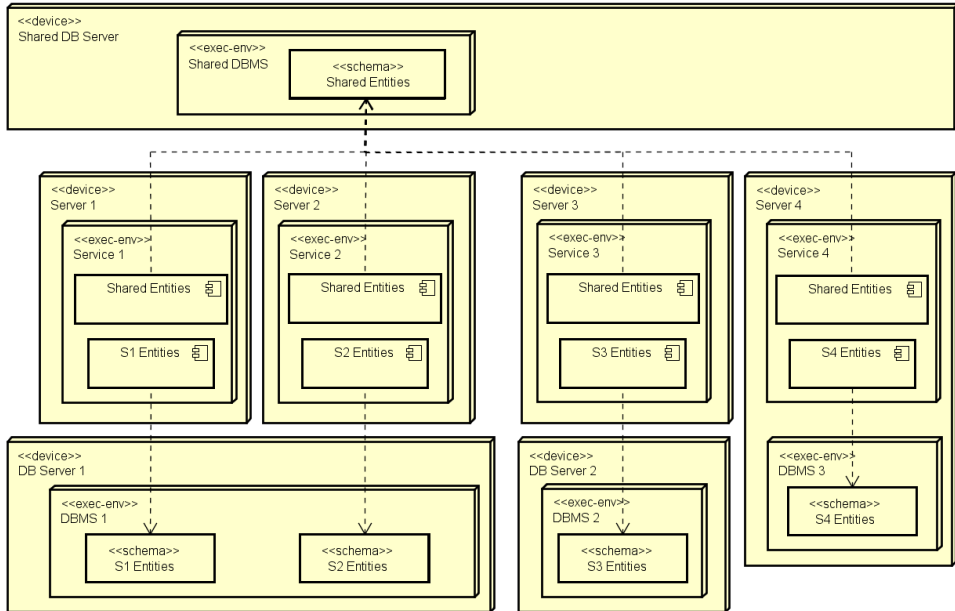 <<device>>
Shared DB Server
<<exec-env>>
Shared DBMS
<<schema>>
Shared Entities
<<device>>
Server 1
<<exec-env>>
Service 1
Shared Entities
S1 Entities
<<device>>
Server 2
<<exec-env>>
Service 2
Shared Entities
S2 Entities
<<device>>
Server 3
<<exec-env>>
Service 3
Shared Entities
S3 Entities
<<device>>
Server 4
<<exec-env>>
Service 4
Shared Entities
S4 Entities
<<exec-env>>
DBMS 3
<<schema>>
S4 Entities
<<device>>
DB Server 1
<<exec-env>>
DBMS 1
<<schema>>
S1 Entities
<<schema>>
S2 Entities
<<device>>
DB Server 2
<<exec-env>>
DBMS 2
<<schema>>
S3 Entities